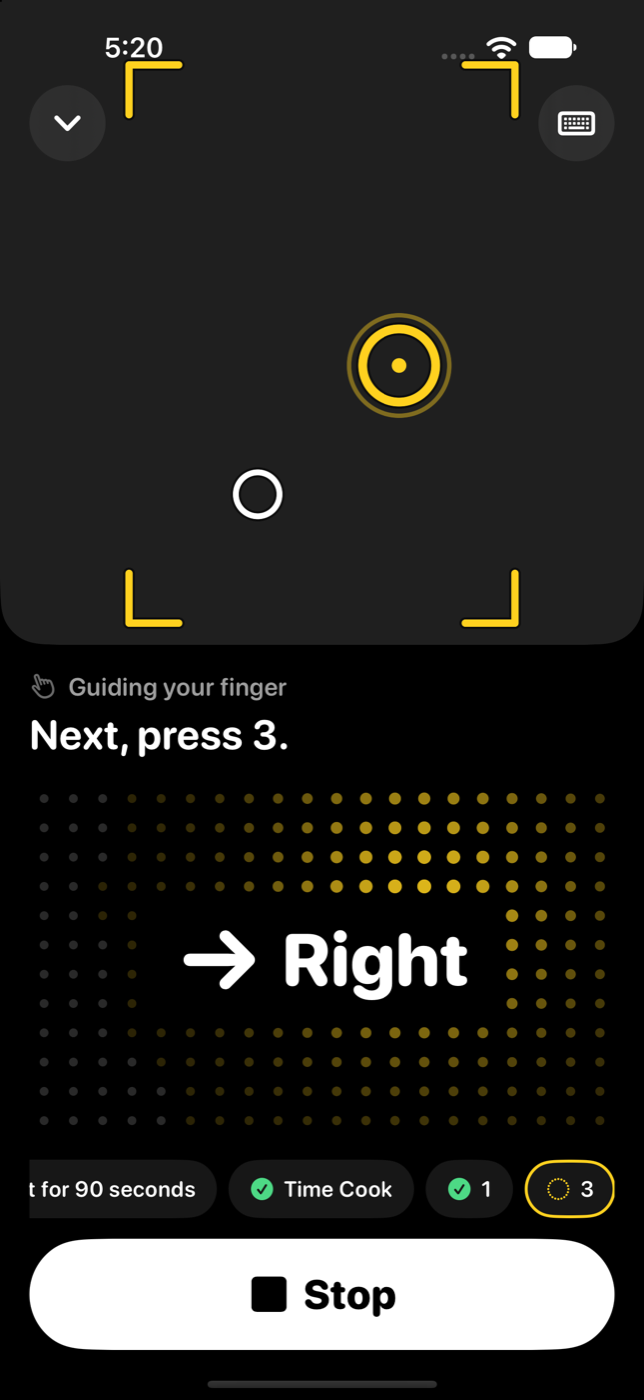 5:20
Guiding your finger
Next, press 3.
→ Right
t for 90 seconds
Time Cook
1
3
Stop